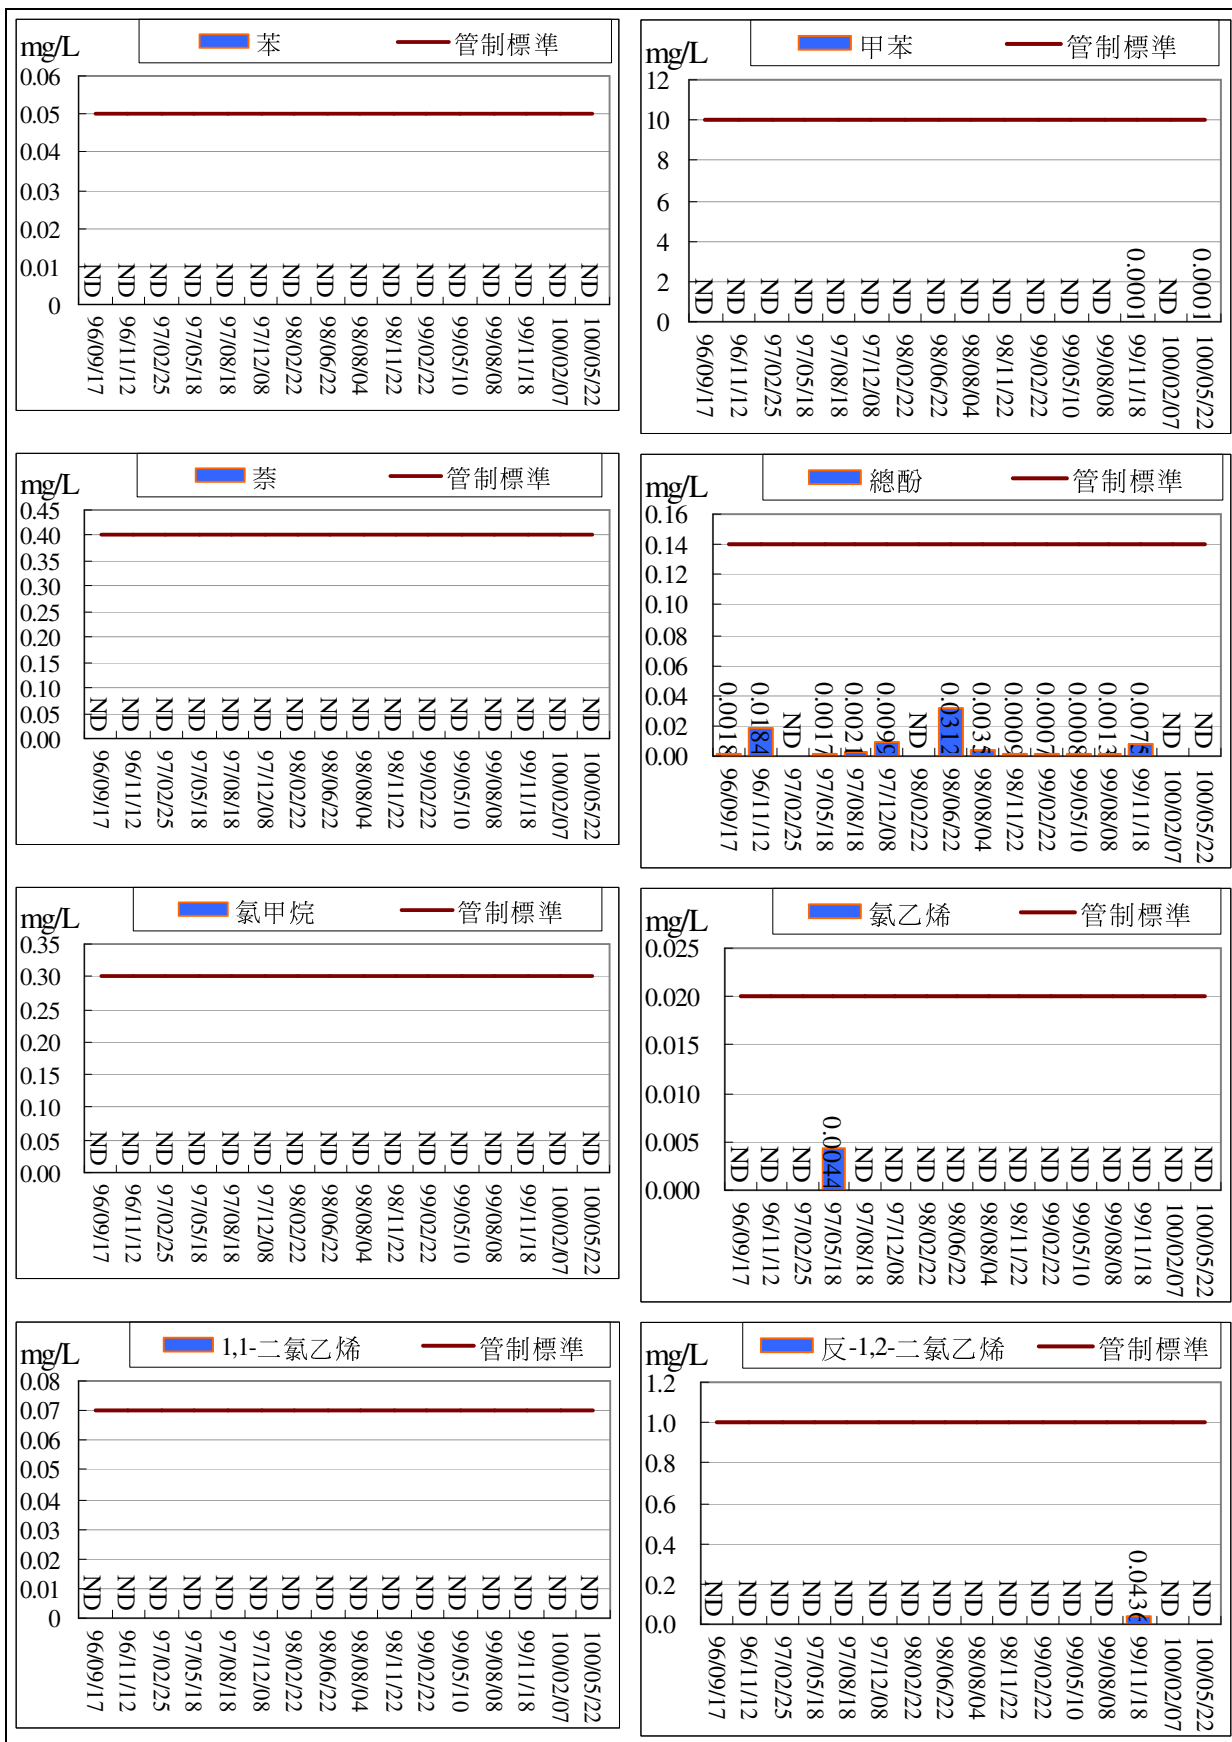 苯 管制標準
mg/L
0.06
0.05
0.04
0.03
0.02
0.01
0
ND ND ND ND ND ND ND ND ND ND ND ND ND ND ND ND
96/09/17 96/11/12 97/02/25 97/05/18 97/08/18 97/12/08 98/02/22 98/06/22 98/08/04 98/11/22 99/02/22 99/05/10 99/08/08 99/11/18 100/02/07 100/05/22
甲苯 管制標準
mg/L
12
10
8
6
4
2
0
ND ND ND ND ND ND ND ND ND ND ND ND ND 0.0001 ND 0.0001
96/09/17 96/11/12 97/02/25 97/05/18 97/08/18 97/12/08 98/02/22 98/06/22 98/08/04 98/11/22 99/02/22 99/05/10 99/08/08 99/11/18 100/02/07 100/05/22
萘 管制標準
mg/L
0.45
0.40
0.35
0.30
0.25
0.20
0.15
0.10
0.05
0.00
ND ND ND ND ND ND ND ND ND ND ND ND ND ND ND ND
96/09/17 96/11/12 97/02/25 97/05/18 97/08/18 97/12/08 98/02/22 98/06/22 98/08/04 98/11/22 99/02/22 99/05/10 99/08/08 99/11/18 100/02/07 100/05/22
總酚 管制標準
mg/L
0.16
0.14
0.12
0.10
0.08
0.06
0.04
0.02
0.00
0.0018 0.0184 ND 0.0017 0.0021 0.0099 ND 0.0312 0.0035 0.0009 0.0007 0.0008 0.0013 0.0075 ND ND
96/09/17 96/11/12 97/02/25 97/05/18 97/08/18 97/12/08 98/02/22 98/06/22 98/08/04 98/11/22 99/02/22 99/05/10 99/08/08 99/11/18 100/02/07 100/05/22
氯甲烷 管制標準
mg/L
0.35
0.30
0.25
0.20
0.15
0.10
0.05
0.00
ND ND ND ND ND ND ND ND ND ND ND ND ND ND ND ND
96/09/17 96/11/12 97/02/25 97/05/18 97/08/18 97/12/08 98/02/22 98/06/22 98/08/04 98/11/22 99/02/22 99/05/10 99/08/08 99/11/18 100/02/07 100/05/22
氯乙烯 管制標準
mg/L
0.025
0.020
0.015
0.010
0.005
0.000
ND ND ND 0.0044 ND ND ND ND ND ND ND ND ND ND ND ND
96/09/17 96/11/12 97/02/25 97/05/18 97/08/18 97/12/08 98/02/22 98/06/22 98/08/04 98/11/22 99/02/22 99/05/10 99/08/08 99/11/18 100/02/07 100/05/22
1,1-二氯乙烯 管制標準
mg/L
0.08
0.07
0.06
0.05
0.04
0.03
0.02
0.01
0
ND ND ND ND ND ND ND ND ND ND ND ND ND ND ND ND
96/09/17 96/11/12 97/02/25 97/05/18 97/08/18 97/12/08 98/02/22 98/06/22 98/08/04 98/11/22 99/02/22 99/05/10 99/08/08 99/11/18 100/02/07 100/05/22
反-1,2-二氯乙烯 管制標準
mg/L
1.2
1.0
0.8
0.6
0.4
0.2
0.0
ND ND ND ND ND ND ND ND ND ND ND ND ND 0.0436 ND ND
96/09/17 96/11/12 97/02/25 97/05/18 97/08/18 97/12/08 98/02/22 98/06/22 98/08/04 98/11/22 99/02/22 99/05/10 99/08/08 99/11/18 100/02/07 100/05/22